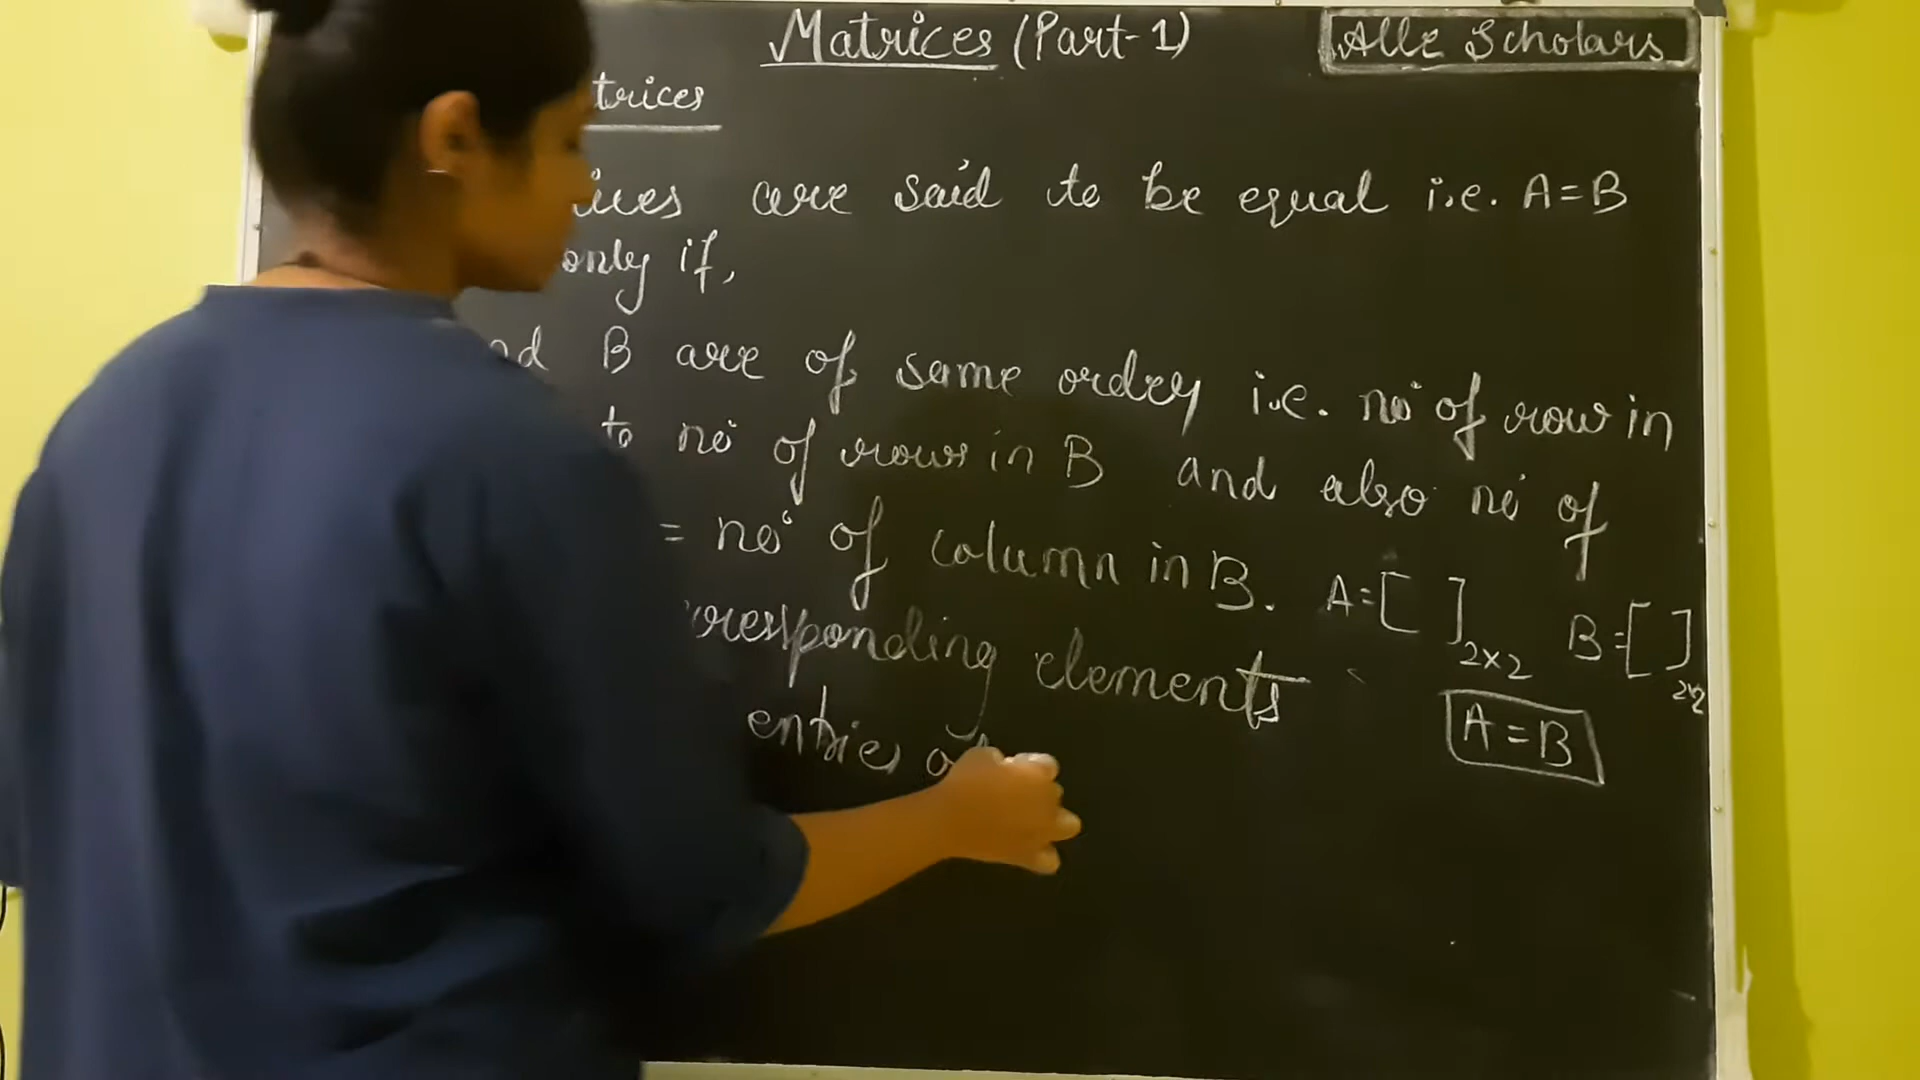 Matrices (Part-1)
Alle Scholars
trices
ices are said to be equal i.e. A=B
only if,
nd B are of same order i.e. no of row in
to no of rows in B and also no of
= no of column in B.
A=[ ]2x2 B=[ ]2x2
rresponding elements
A=B
entries